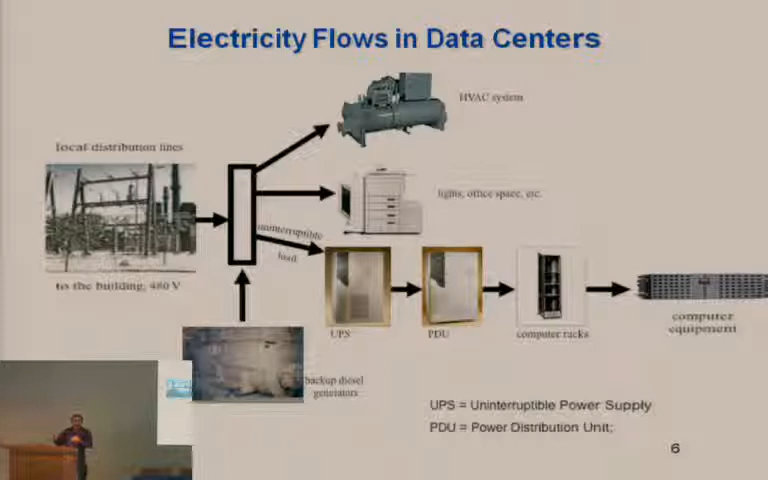 Electricity Flows in Data Centers
HVAC system
local distribution lines
lights, office space, etc.
uninterruptible
load
to the building, 480 V
UPS
PDU
computer racks
computer
equipment
backup diesel
generators
UPS = Uninterruptible Power Supply
PDU = Power Distribution Unit;
6